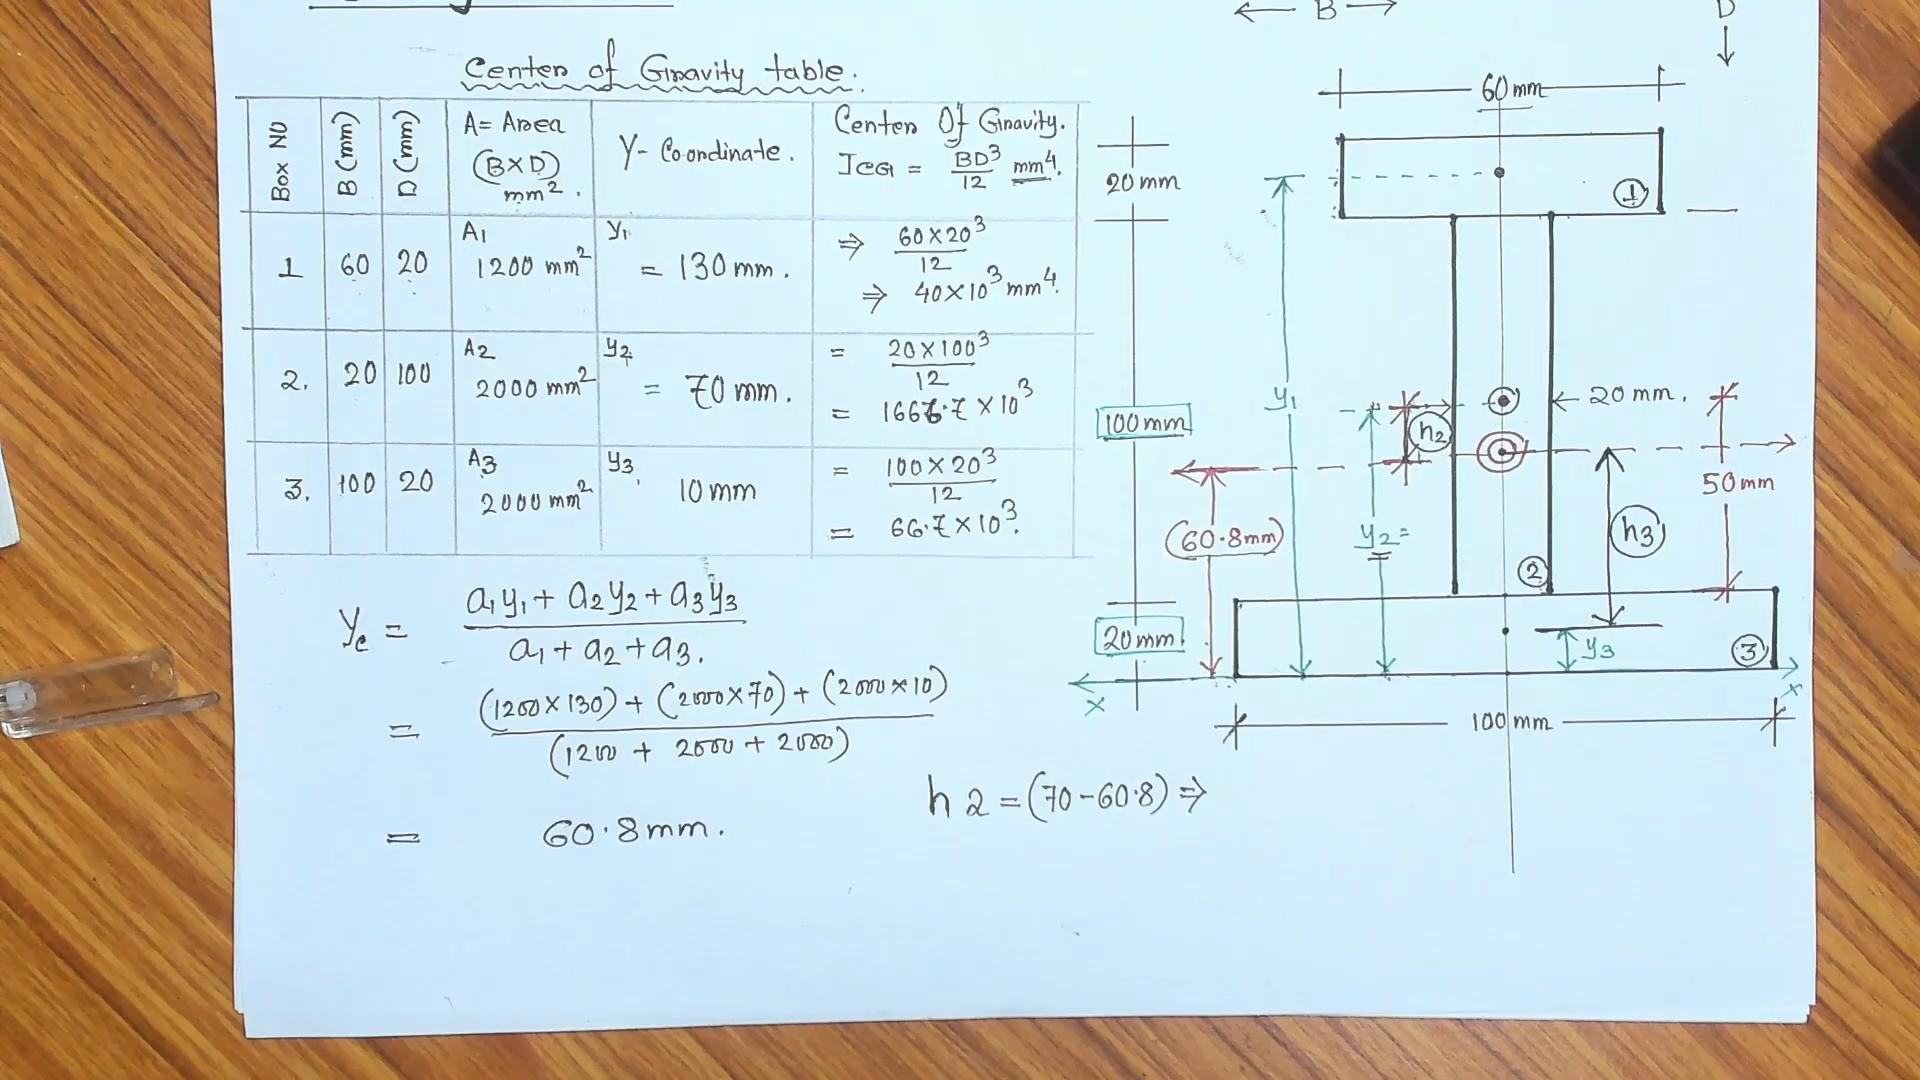 ← B →
D
Center of Gravity table.
Box NO
B (mm)
D (mm)
A = Area
(B×D)
mm².
Y- Coordinate.
Center Of Gravity.
ICG = BD³/12 mm⁴.
1
60
20
A1
1200 mm²
y1
= 130 mm.
⇒ 60×20³/12
⇒ 40×10³ mm⁴.
2.
20
100
A2
2000 mm²
y2
= 70 mm.
= 20×100³/12
= 1666.7 ×10³
3.
100
20
A3
2000 mm²
y3
10 mm
= 100×20³/12
= 66.7×10³.
Yc = a1y1 + a2y2 + a3y3 / a1 + a2 + a3.
= (1200×130) + (2000×70) + (2000×10) / (1200 + 2000 + 2000)
= 60.8 mm.
h2 = (70-60.8) ⇒
60 mm
20 mm
1
y1
100 mm
h2
20 mm.
50 mm
(60.8mm)
y2=
h3
2
20 mm.
y3
3
x
x
100 mm